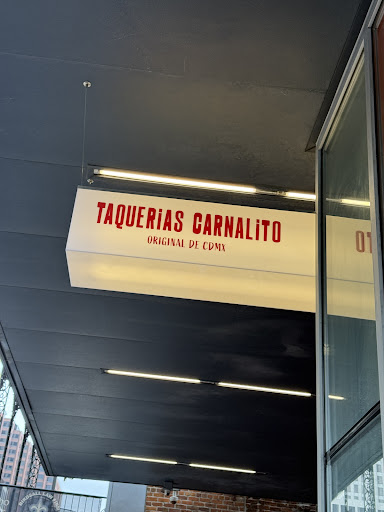 TAQUERiAS CARNALiTO
ORIGINAL DE CDMX